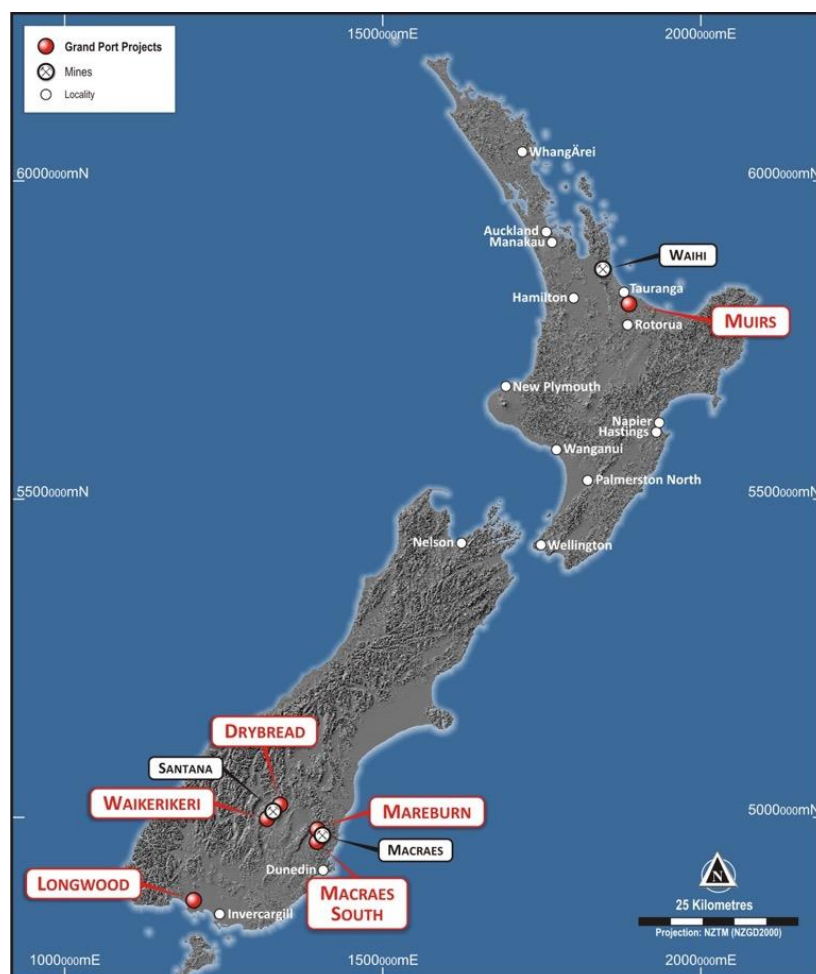 1500000mE
2000000mE
Grand Port Projects
Mines
Locality
WhangÄrei
6000000mN
6000000mN
Auckland
Manakau
WAIHI
Tauranga
Hamilton
MUIRS
Rotorua
New Plymouth
Napier
Hastings
Wanganui
Palmerston North
5500000mN
5500000mN
Nelson
Wellington
DRYBREAD
SANTANA
WAIKERIKERI
MAREBURN
5000000mN
MACRAES
Dunedin
LONGWOOD
MACRAES
SOUTH
Invercargill
N
25 Kilometres
Projection: NZTM (NZGD2000)
1000000mE
1500000mE
2000000mE